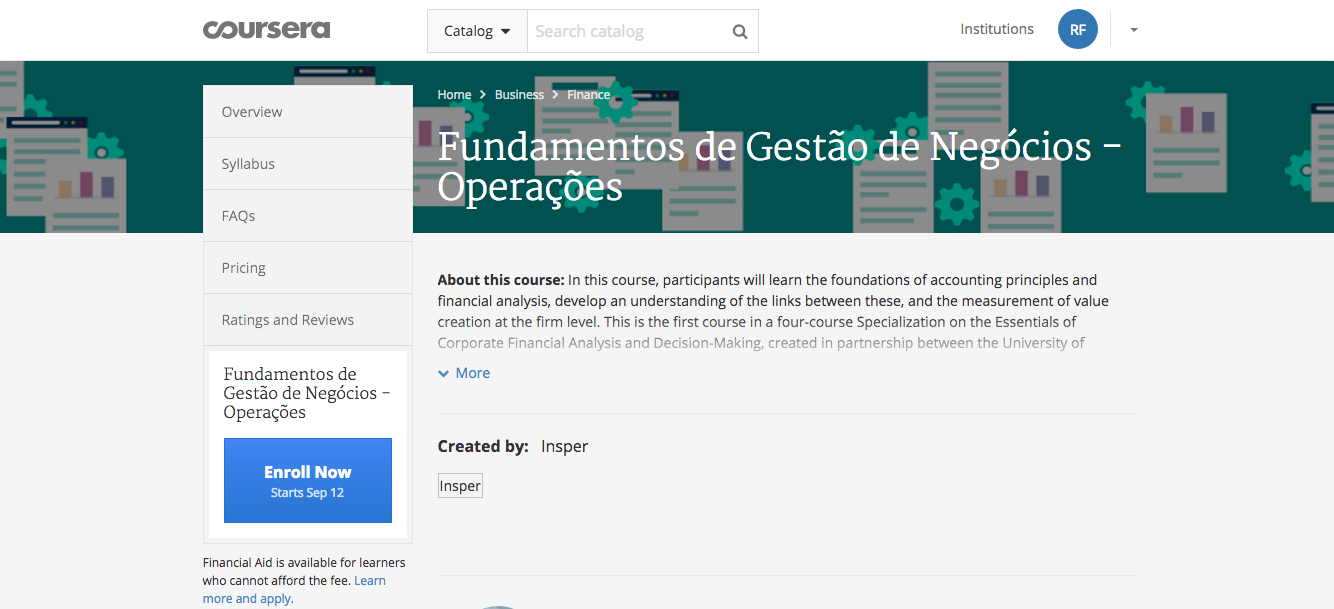 coursera
Catalog
Search catalog
Institutions
RF
Home
Business
Finance
Fundamentos de Gestão de Negócios –
Operações
Overview
Syllabus
FAQs
Pricing
Ratings and Reviews
Fundamentos de
Gestão de Negócios –
Operações
Enroll Now
Starts Sep 12
Financial Aid is available for learners
who cannot afford the fee. Learn
more and apply.
About this course: In this course, participants will learn the foundations of accounting principles and
financial analysis, develop an understanding of the links between these, and the measurement of value
creation at the firm level. This is the first course in a four-course Specialization on the Essentials of
Corporate Financial Analysis and Decision-Making, created in partnership between the University of
More
Created by: Insper
Insper